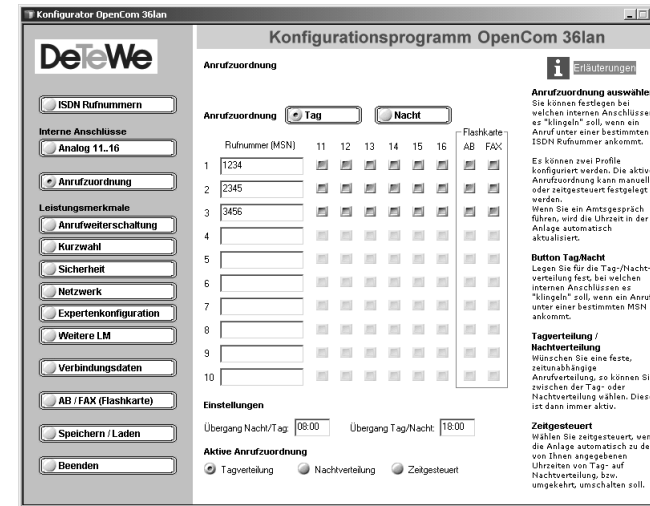 Konfigurator OpenCom 36lan
DeTeWe
ISDN Rufnummern
Interne Anschlüsse
Analog 11..16
Anrufzuordnung
Leistungsmerkmale
Anrufweiterschaltung
Kurzwahl
Sicherheit
Netzwerk
Expertenkonfiguration
Weitere LM
Verbindungsdaten
AB / FAX (Flashkarte)
Speichern / Laden
Beenden
Konfigurationsprogramm OpenCom 36lan
Anrufzuordnung
Anrufzuordnung Tag Nacht
Flashkarte
Rufnummer (MSN) 11 12 13 14 15 16 AB FAX
1 1234
2 2345
3 3456
4
5
6
7
8
9
10
Einstellungen
Übergang Nacht/Tag: 08:00 Übergang Tag/Nacht: 18:00
Aktive Anrufzuordnung
Tagverteilung Nachtverteilung Zeitgesteuert
i Erläuterungen
Anrufzuordnung auswähle
Sie können festlegen bei
welchen internen Anschlüsse
es "klingeln" soll, wenn ein
Anruf unter einer bestimmten
ISDN Rufnummer ankommt.
Es können zwei Profile
konfiguriert werden. Die aktive
Anrufzuordnung kann manuell
oder zeitgesteuert festgelegt
werden.
Wenn Sie ein Amtsgespräch
führen, wird die Uhrzeit in der
Anlage automatisch
aktualisiert.
Button Tag/Nacht
Legen Sie für die Tag-/Nacht-
verteilung fest, bei welchen
internen Anschlüssen es
"klingeln" soll, wenn ein Anru
unter einer bestimmten MSN
ankommt.
Tagverteilung /
Nachtverteilung
Wünschen Sie eine feste,
zeitunabhängige
Anrufverteilung, so können Si
zwischen der Tag- oder
Nachtverteilung wählen. Dies
ist dann immer aktiv.
Zeitgesteuert
Wählen Sie zeitgesteuert, wen
die Anlage automatisch zu de
von Ihnen angegebenen
Uhrzeiten von Tag- auf
Nachtverteilung, bzw.
umgekehrt, umschalten soll.